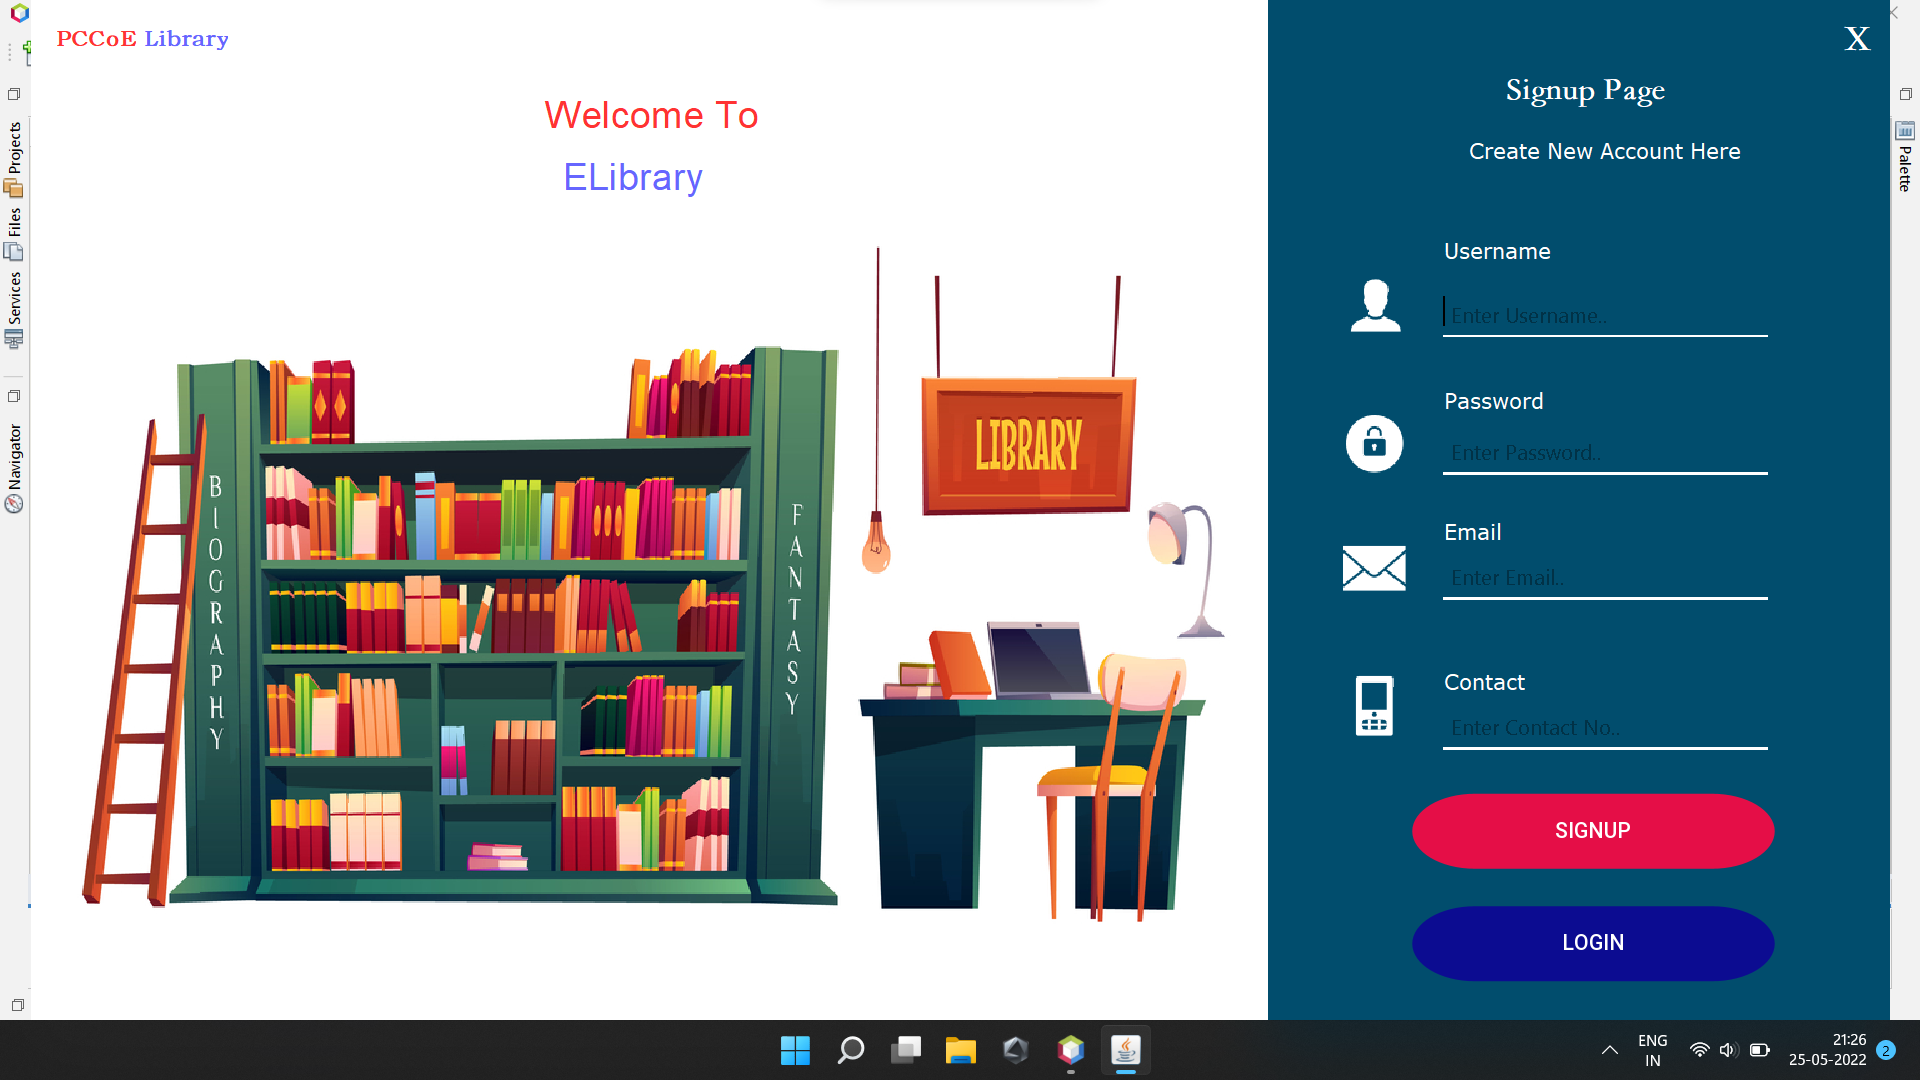 PCCoE Library
Welcome To
ELibrary
Projects
Files
Services
Navigator
BIOGRAPHY
FANTASY
LIBRARY
X
Signup Page
Create New Account Here
Username
Enter Username..
Password
Enter Password..
Email
Enter Email..
Contact
Enter Contact No..
SIGNUP
LOGIN
Palette
ENG
IN
21:26
25-05-2022
2